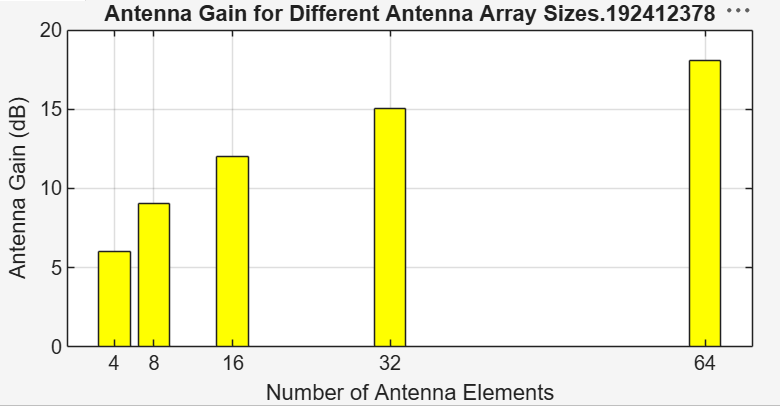 Antenna Gain for Different Antenna Array Sizes.192412378
20
15
10
5
0
Antenna Gain (dB)
4 8 16 32 64
Number of Antenna Elements